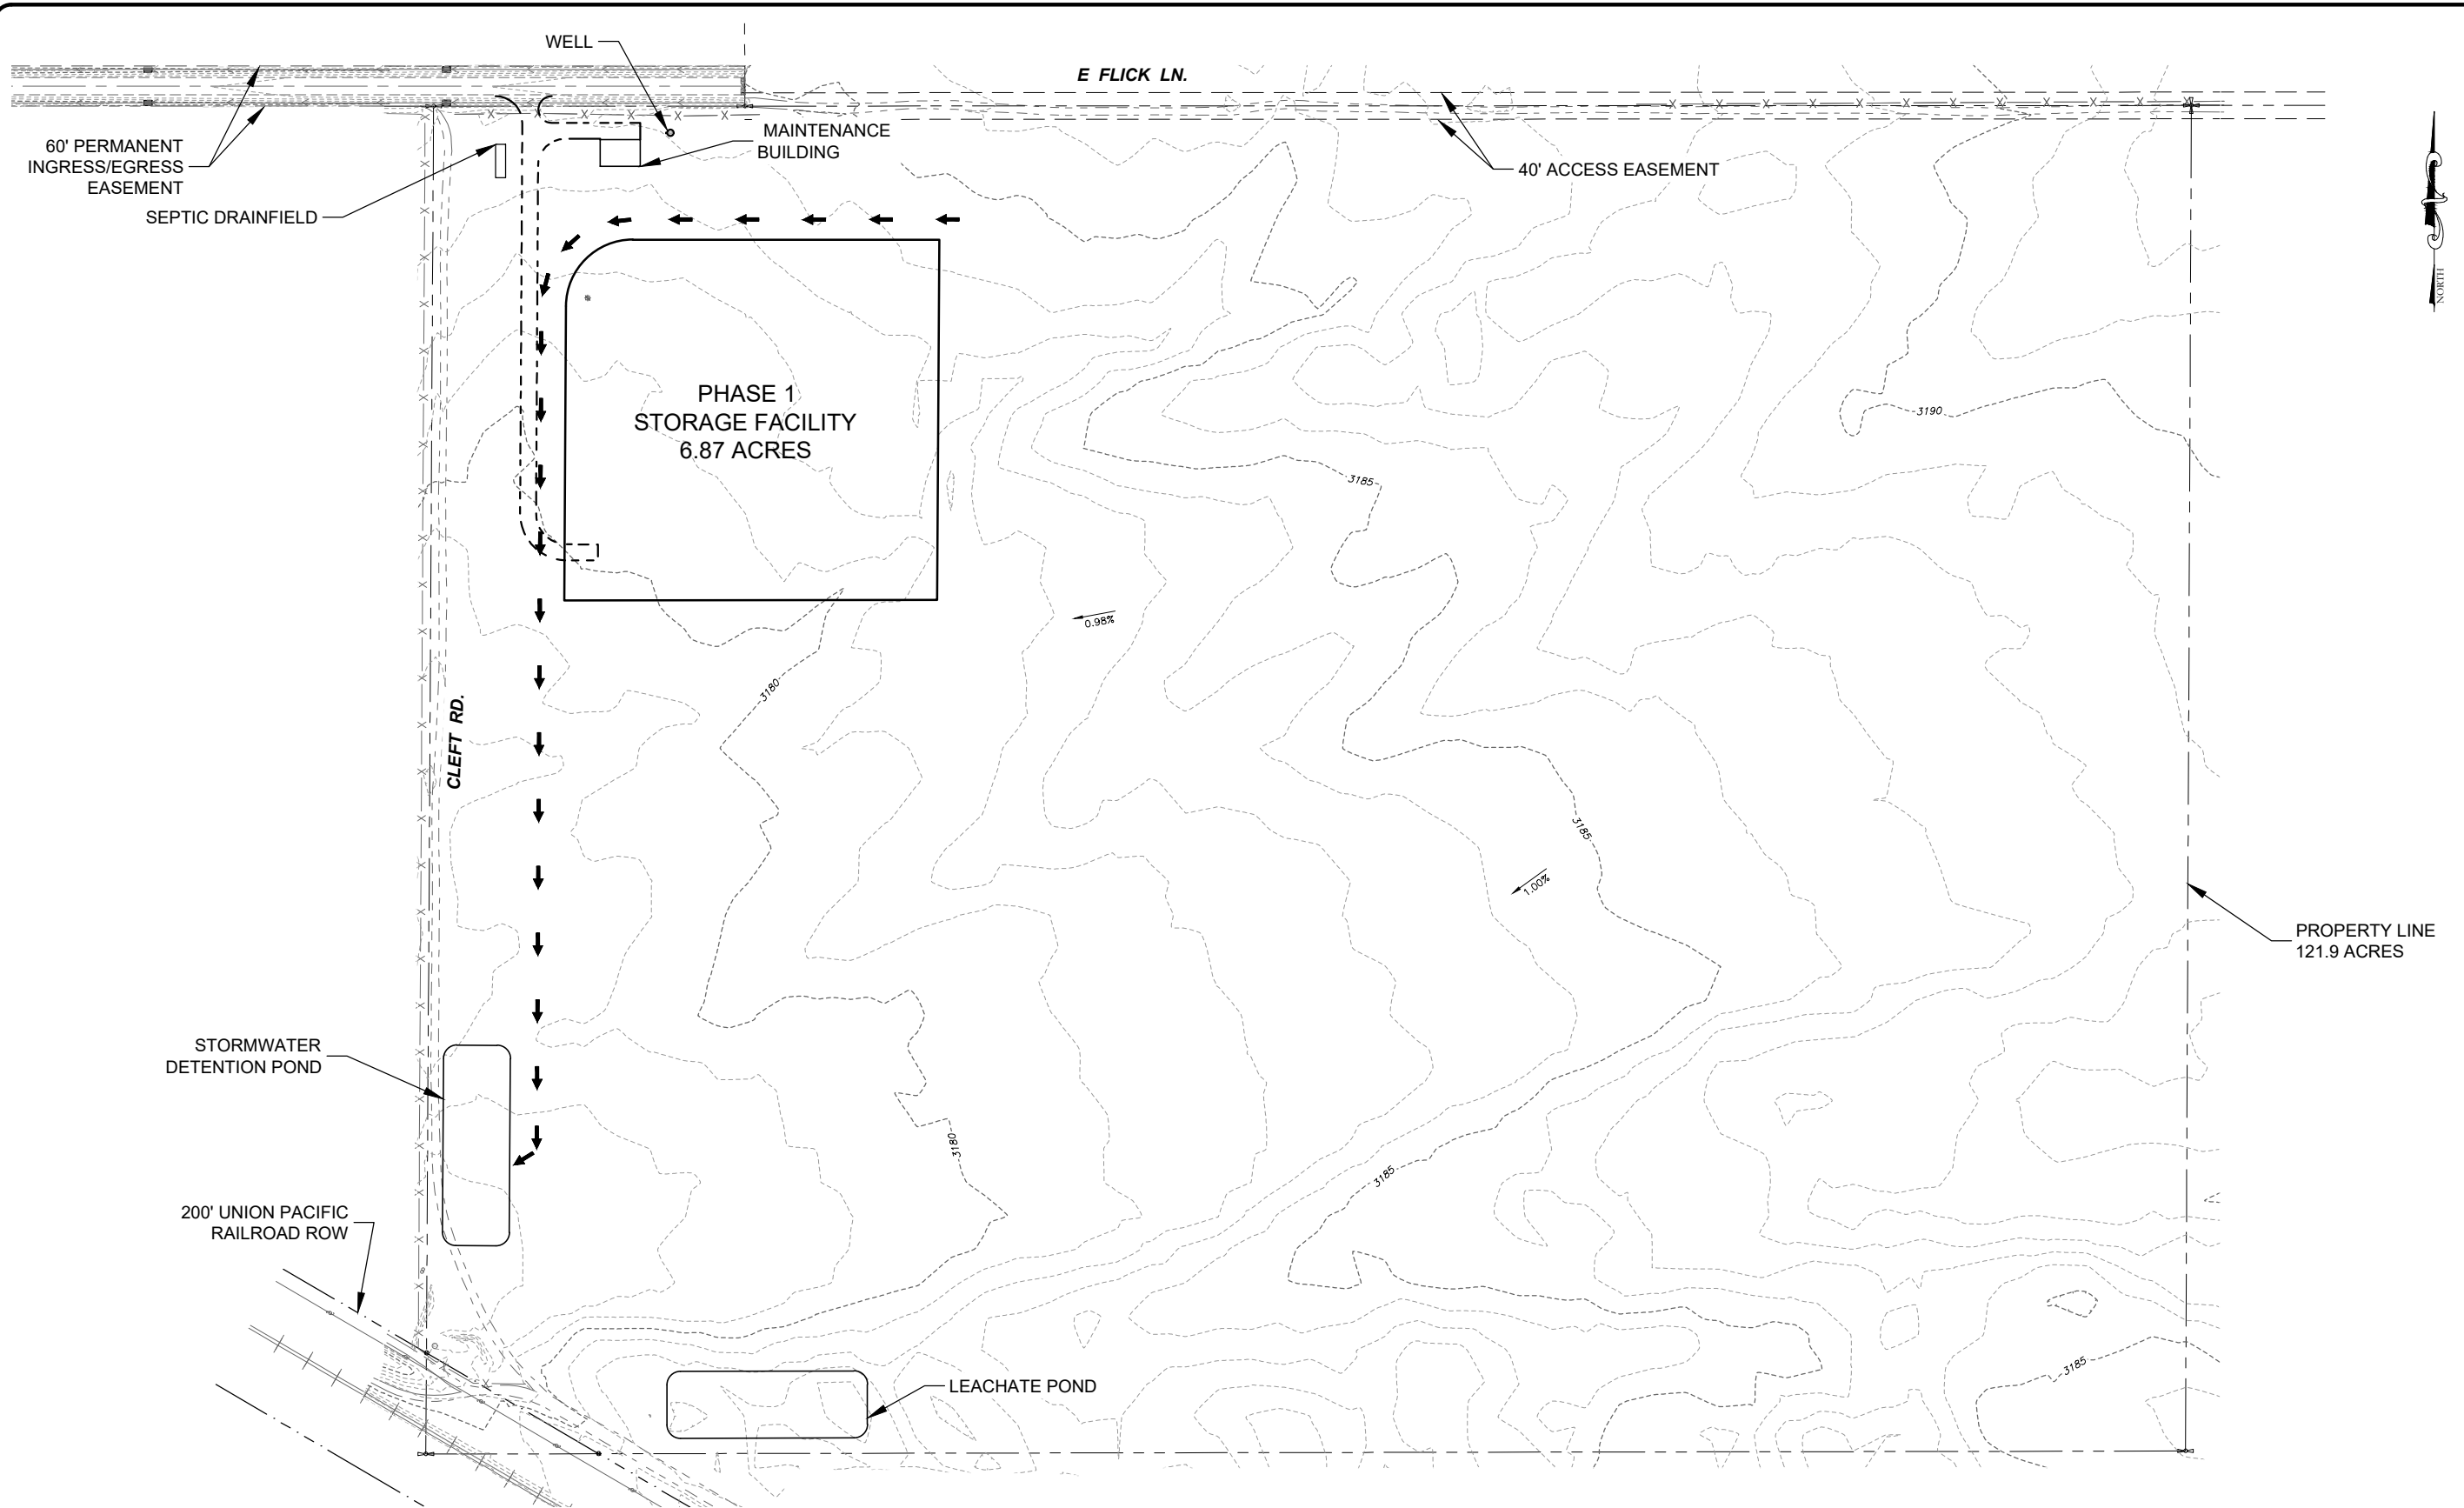 WELL
E FLICK LN.
60' PERMANENT
INGRESS/EGRESS
EASEMENT
MAINTENANCE
BUILDING
40' ACCESS EASEMENT
SEPTIC DRAINFIELD
NORTH
PHASE 1
STORAGE FACILITY
6.87 ACRES
3190
3185
0.98%
3180
CLEFT RD.
3185
1.00%
PROPERTY LINE
121.9 ACRES
STORMWATER
DETENTION POND
3180
3185
200' UNION PACIFIC
RAILROAD ROW
3185
LEACHATE POND